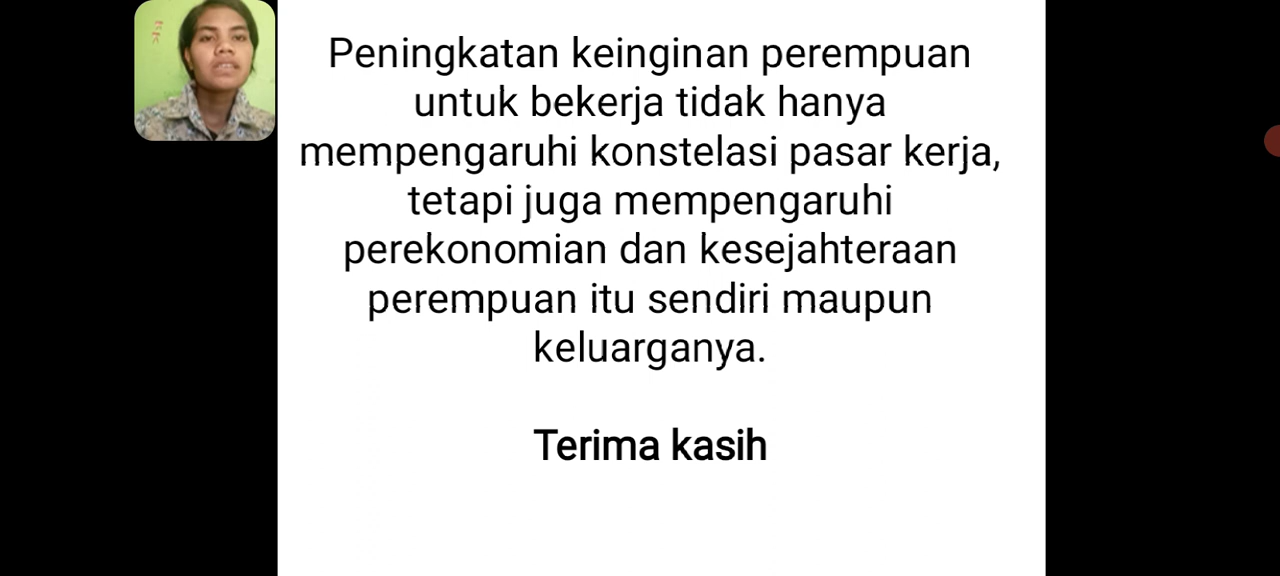 Peningkatan keinginan perempuan
untuk bekerja tidak hanya
mempengaruhi konstelasi pasar kerja,
tetapi juga mempengaruhi
perekonomian dan kesejahteraan
perempuan itu sendiri maupun
keluarganya.
Terima kasih